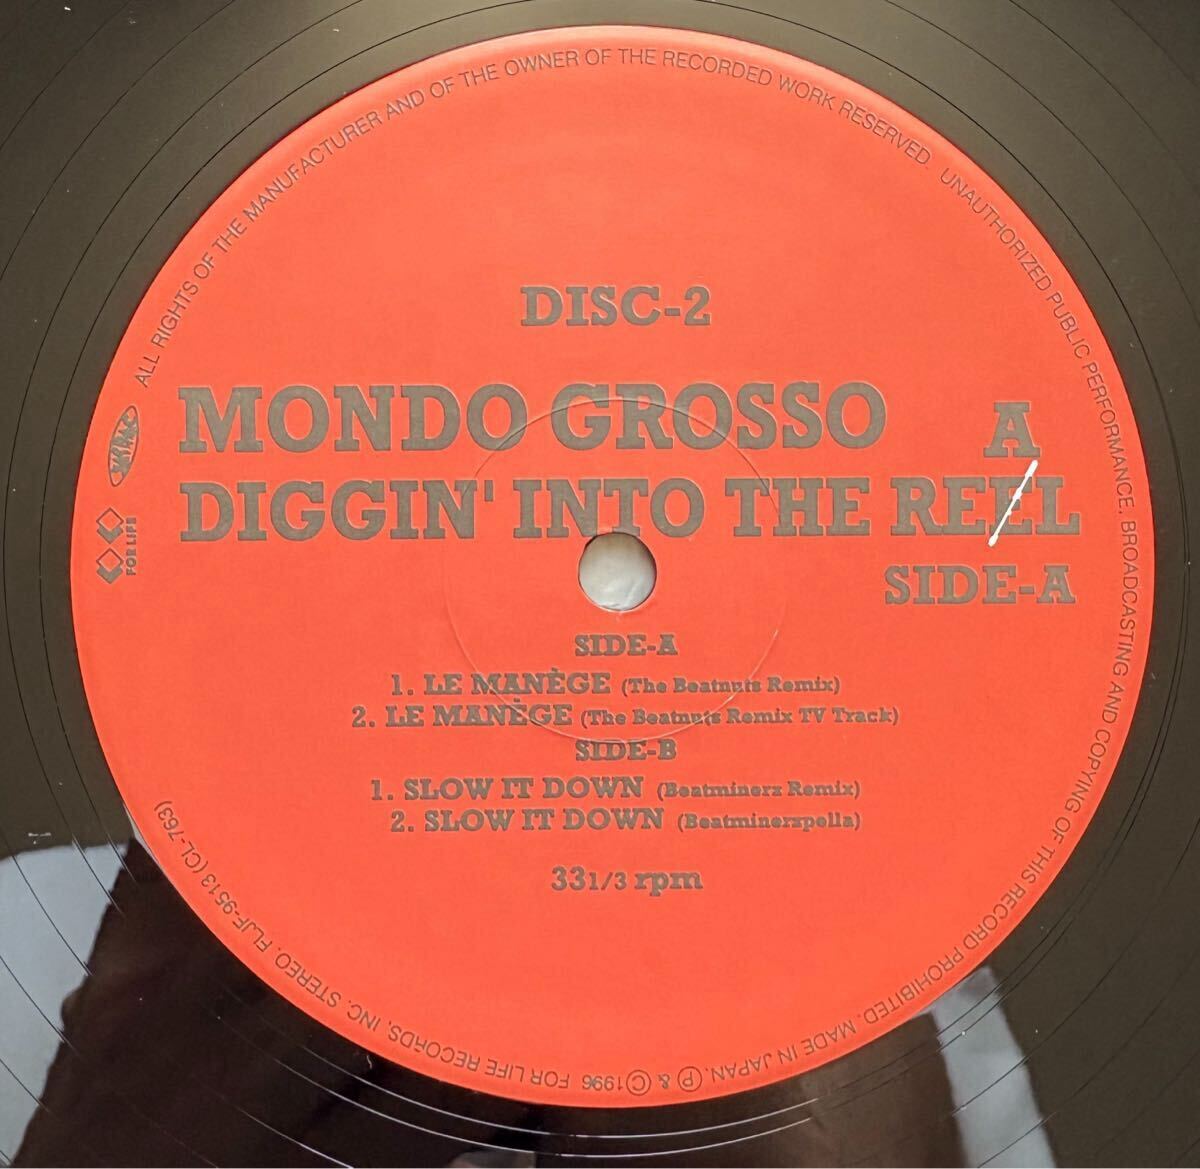 DISC-2
MONDO GROSSO
A
DIGGIN' INTO THE REEL
SIDE-A
SIDE-A
1. LE MANÈGE (The Beatnuts Remix)
2. LE MANÈGE (The Beatnuts Remix TV Track)
SIDE-B
1. SLOW IT DOWN (Beatminerz Remix)
2. SLOW IT DOWN (Beatminerzpella)
33 1/3 rpm
FOR LIFE
ALL RIGHTS OF THE MANUFACTURER AND OF THE OWNER OF THE RECORDED WORK RESERVED. UNAUTHORIZED PUBLIC PERFORMANCE. BROADCASTING AND COPYING OF THIS RECORD PROHIBITED. MADE IN JAPAN. Ⓟ & Ⓒ 1996 FOR LIFE RECORDS, INC. STEREO. FLJF-9513 (CL-763)